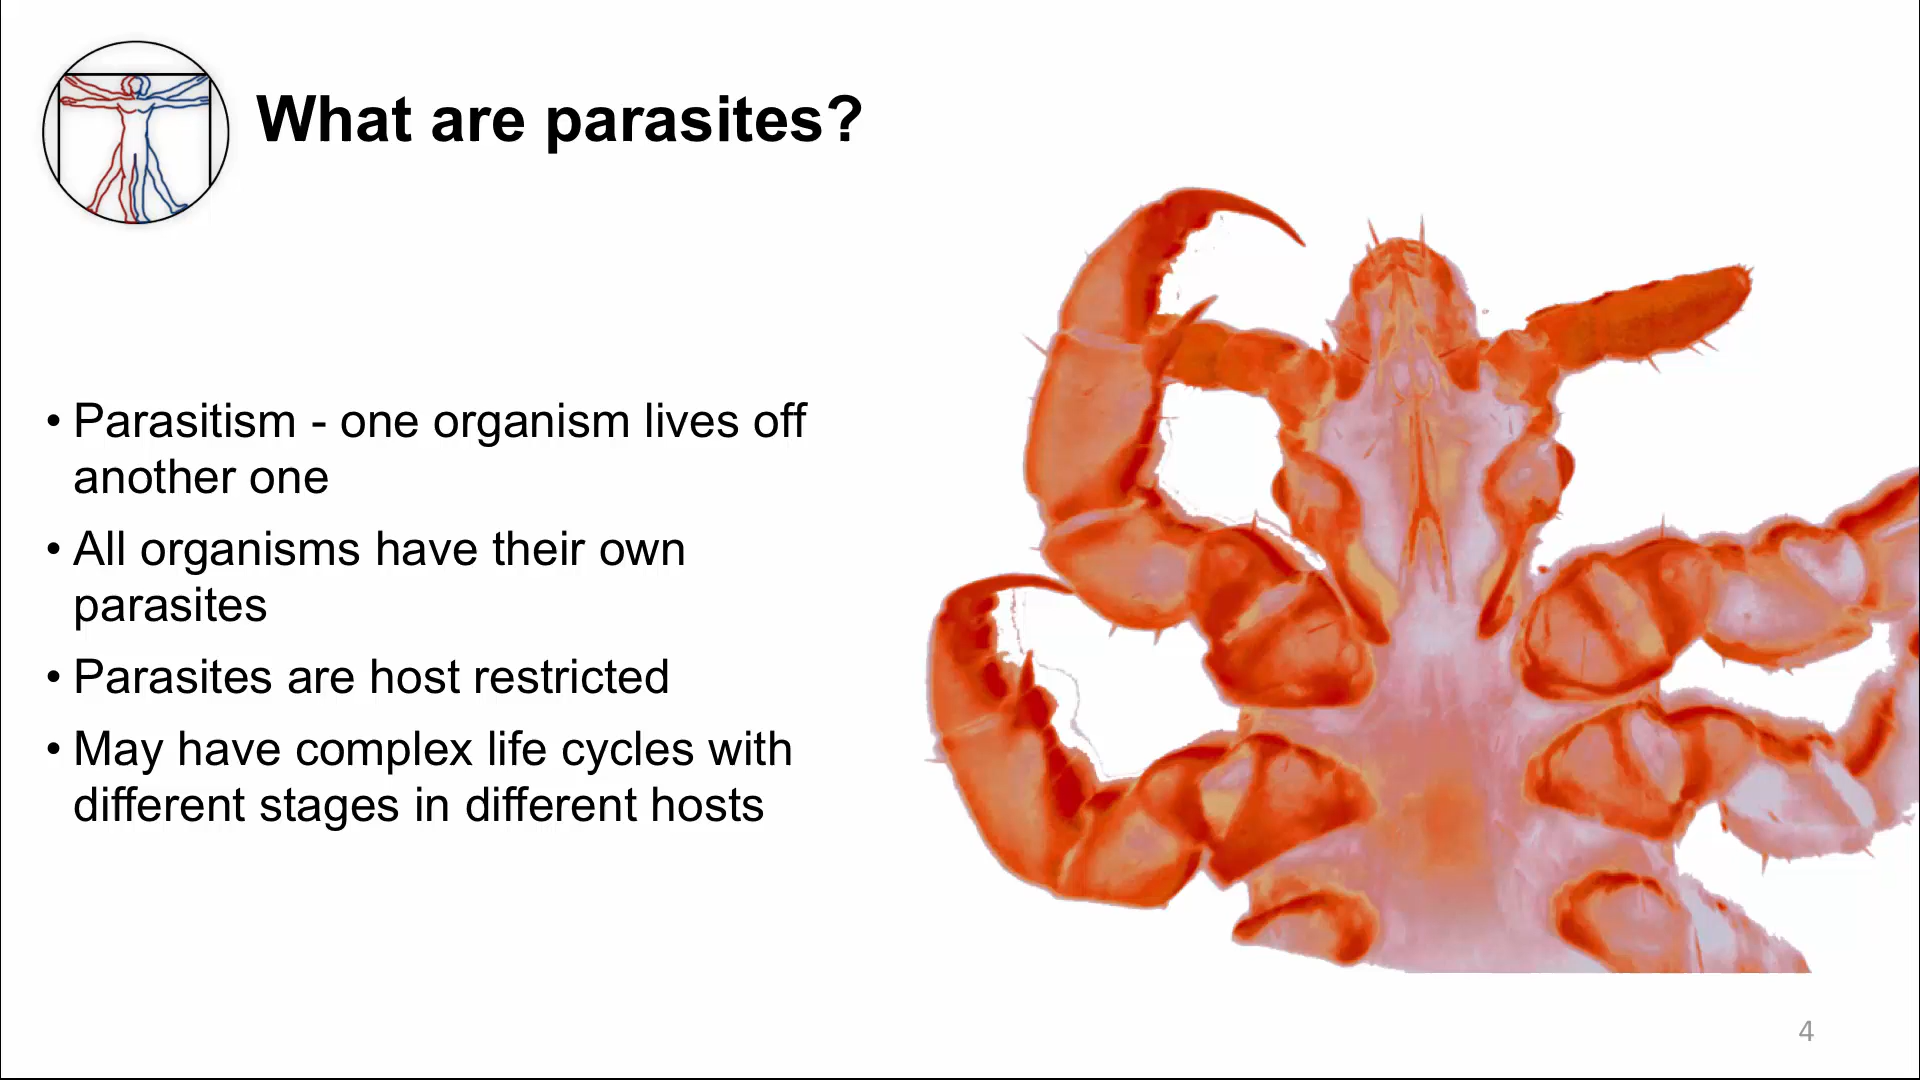 What are parasites?
• Parasitism - one organism lives off
another one
• All organisms have their own
parasites
• Parasites are host restricted
• May have complex life cycles with
different stages in different hosts
4